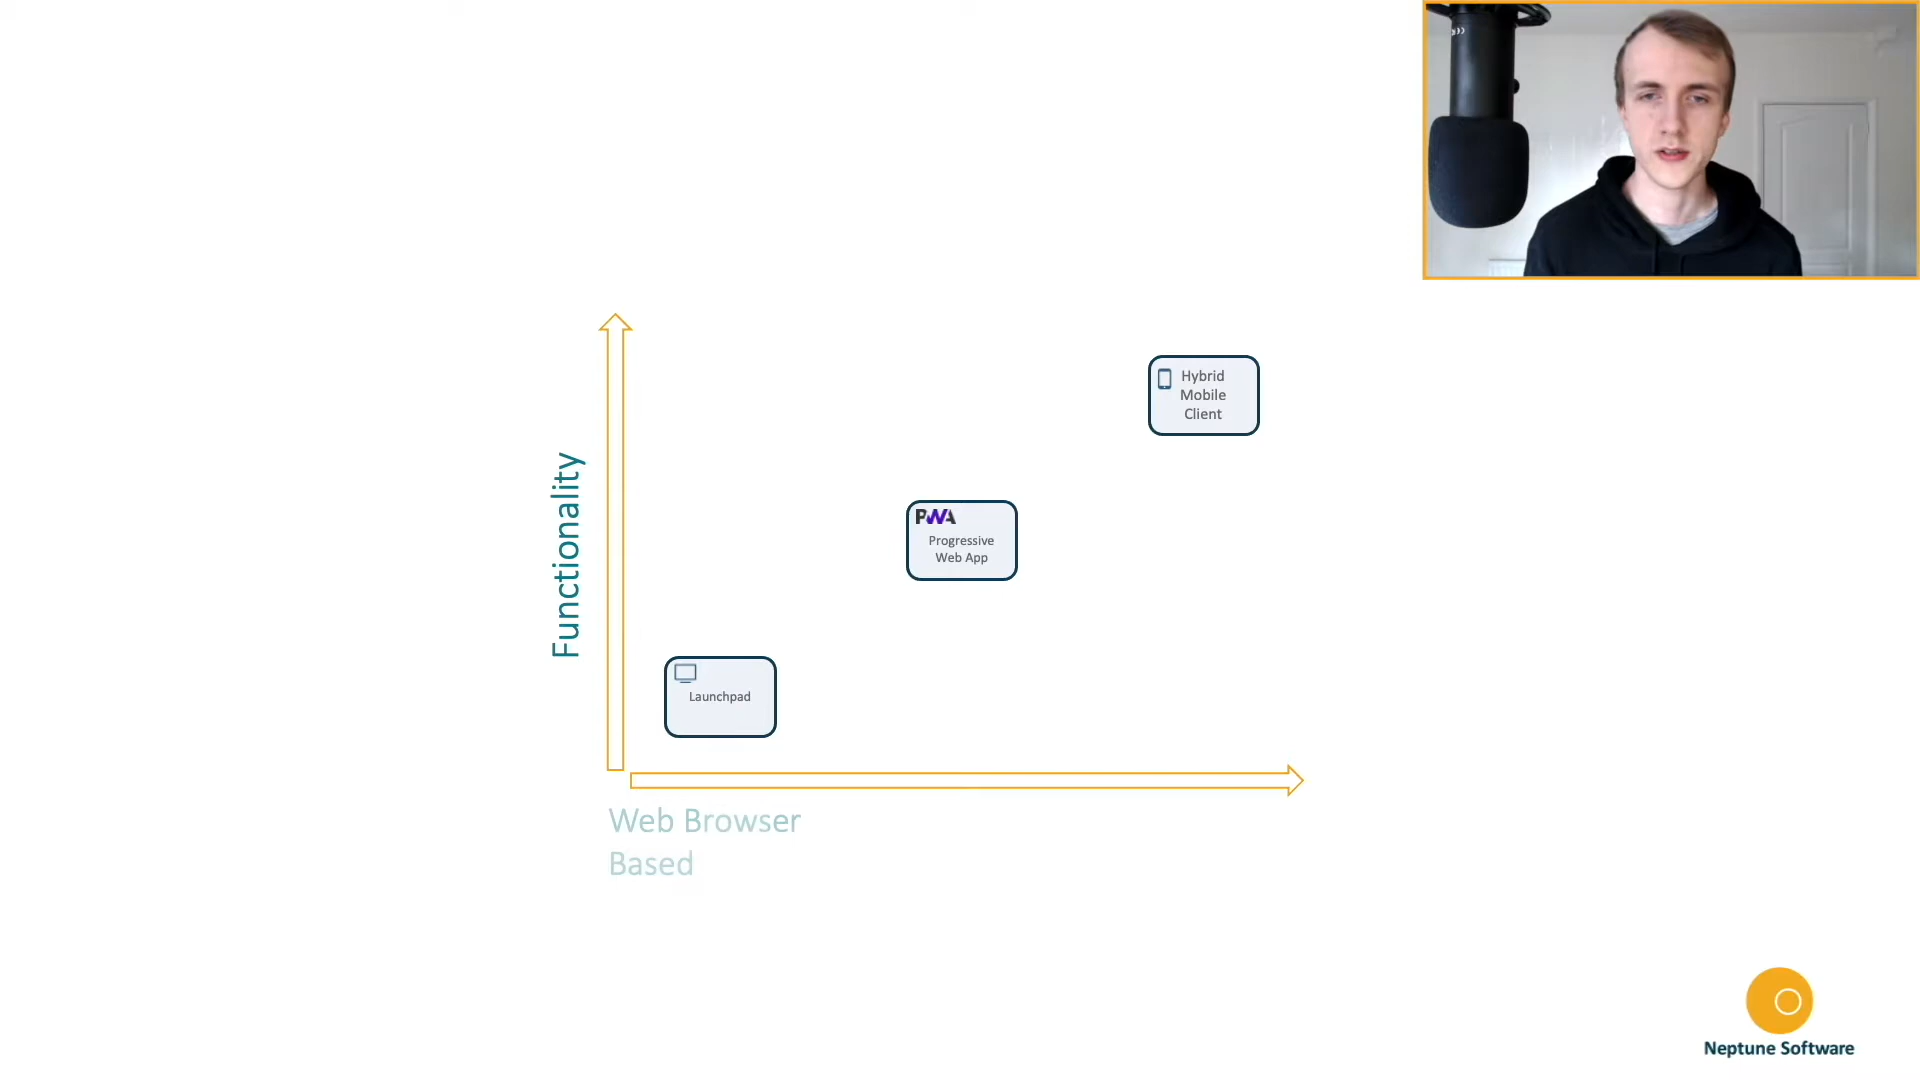 Hybrid
Mobile
Client
Functionality
PWA
Progressive
Web App
Launchpad
Web Browser
Based
Neptune Software